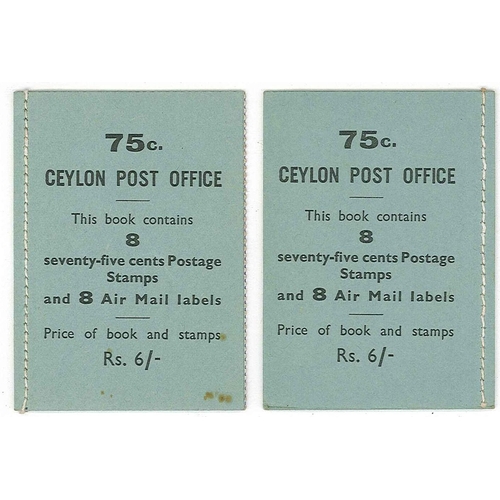 75c.
CEYLON POST OFFICE
This book contains
8
seventy-five cents Postage
Stamps
and 8 Air Mail labels
Price of book and stamps
Rs. 6/-
75c.
CEYLON POST OFFICE
This book contains
8
seventy-five cents Postage
Stamps
and 8 Air Mail labels
Price of book and stamps
Rs. 6/-